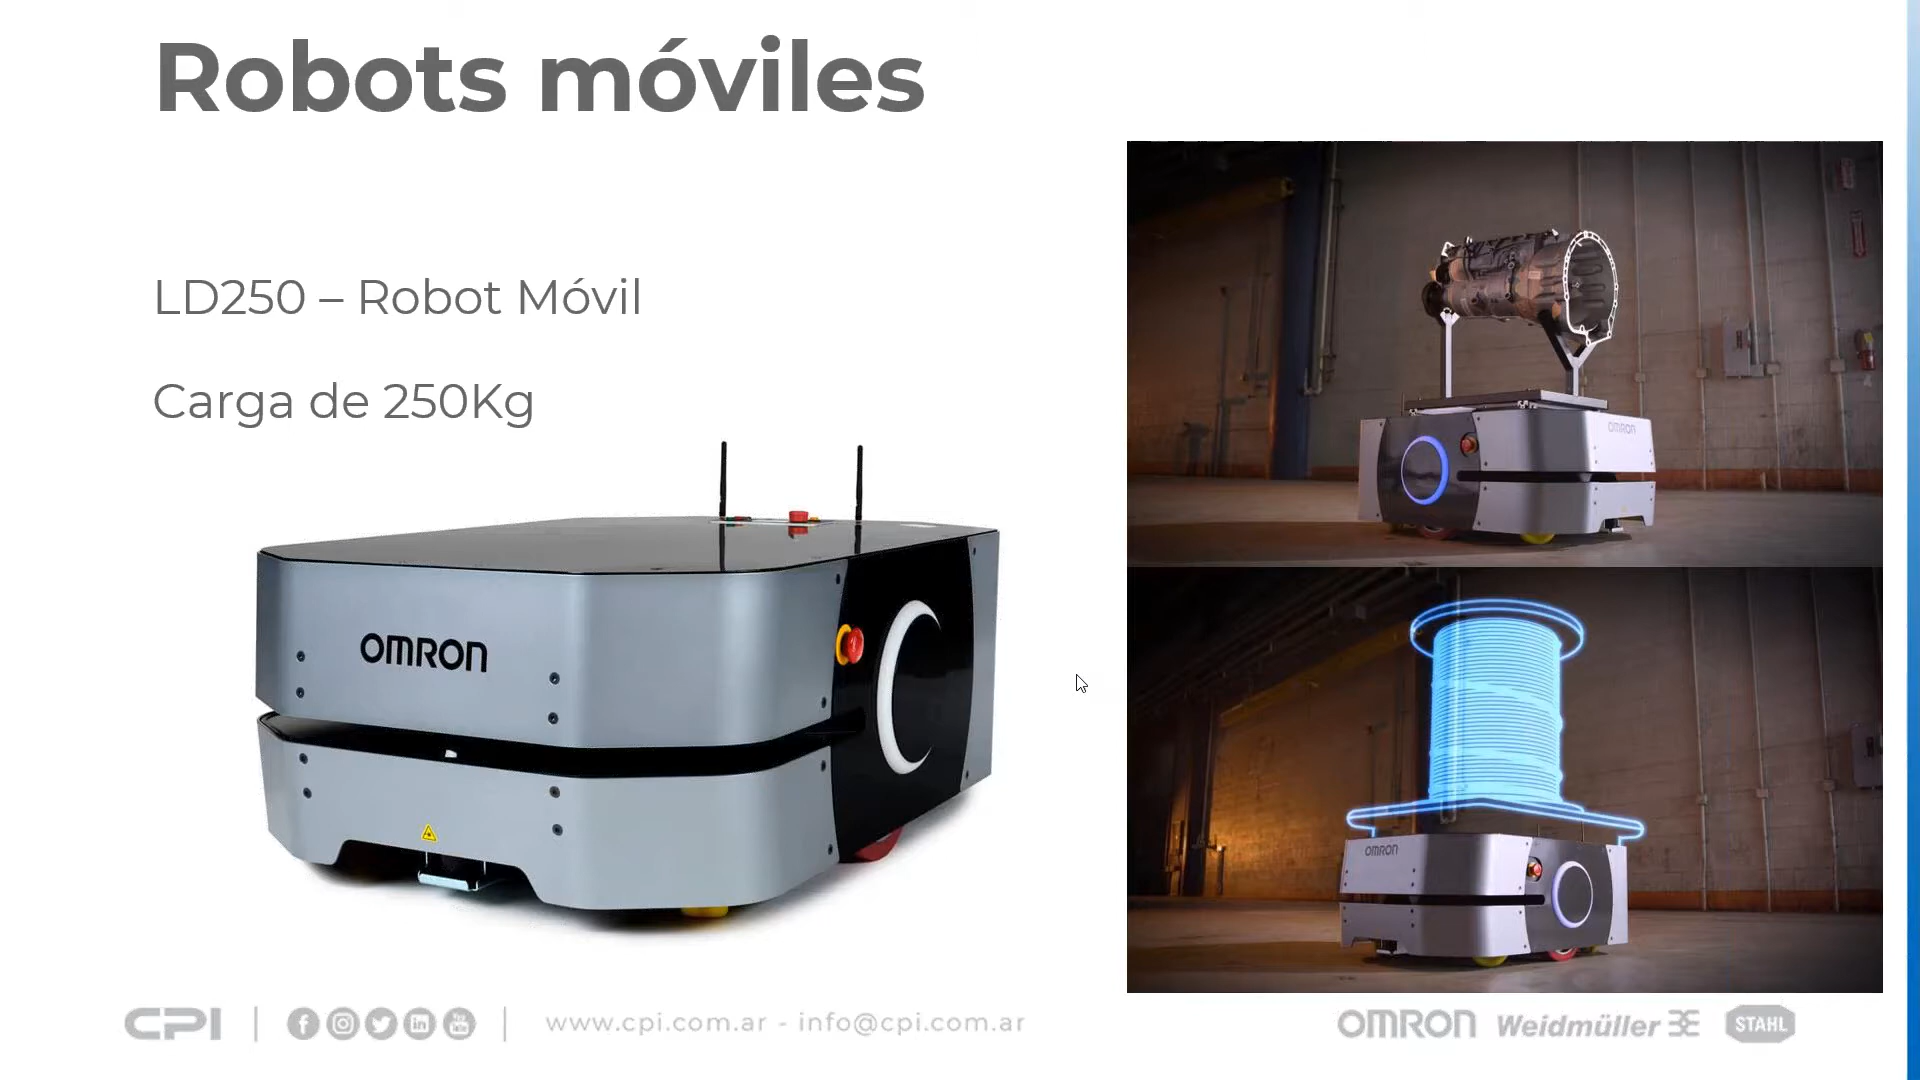 Robots móviles
LD250 – Robot Móvil
Carga de 250Kg
OMRON
OMRON
OMRON
CPI | | www.cpi.com.ar - info@cpi.com.ar
OMRON Weidmüller STAHL